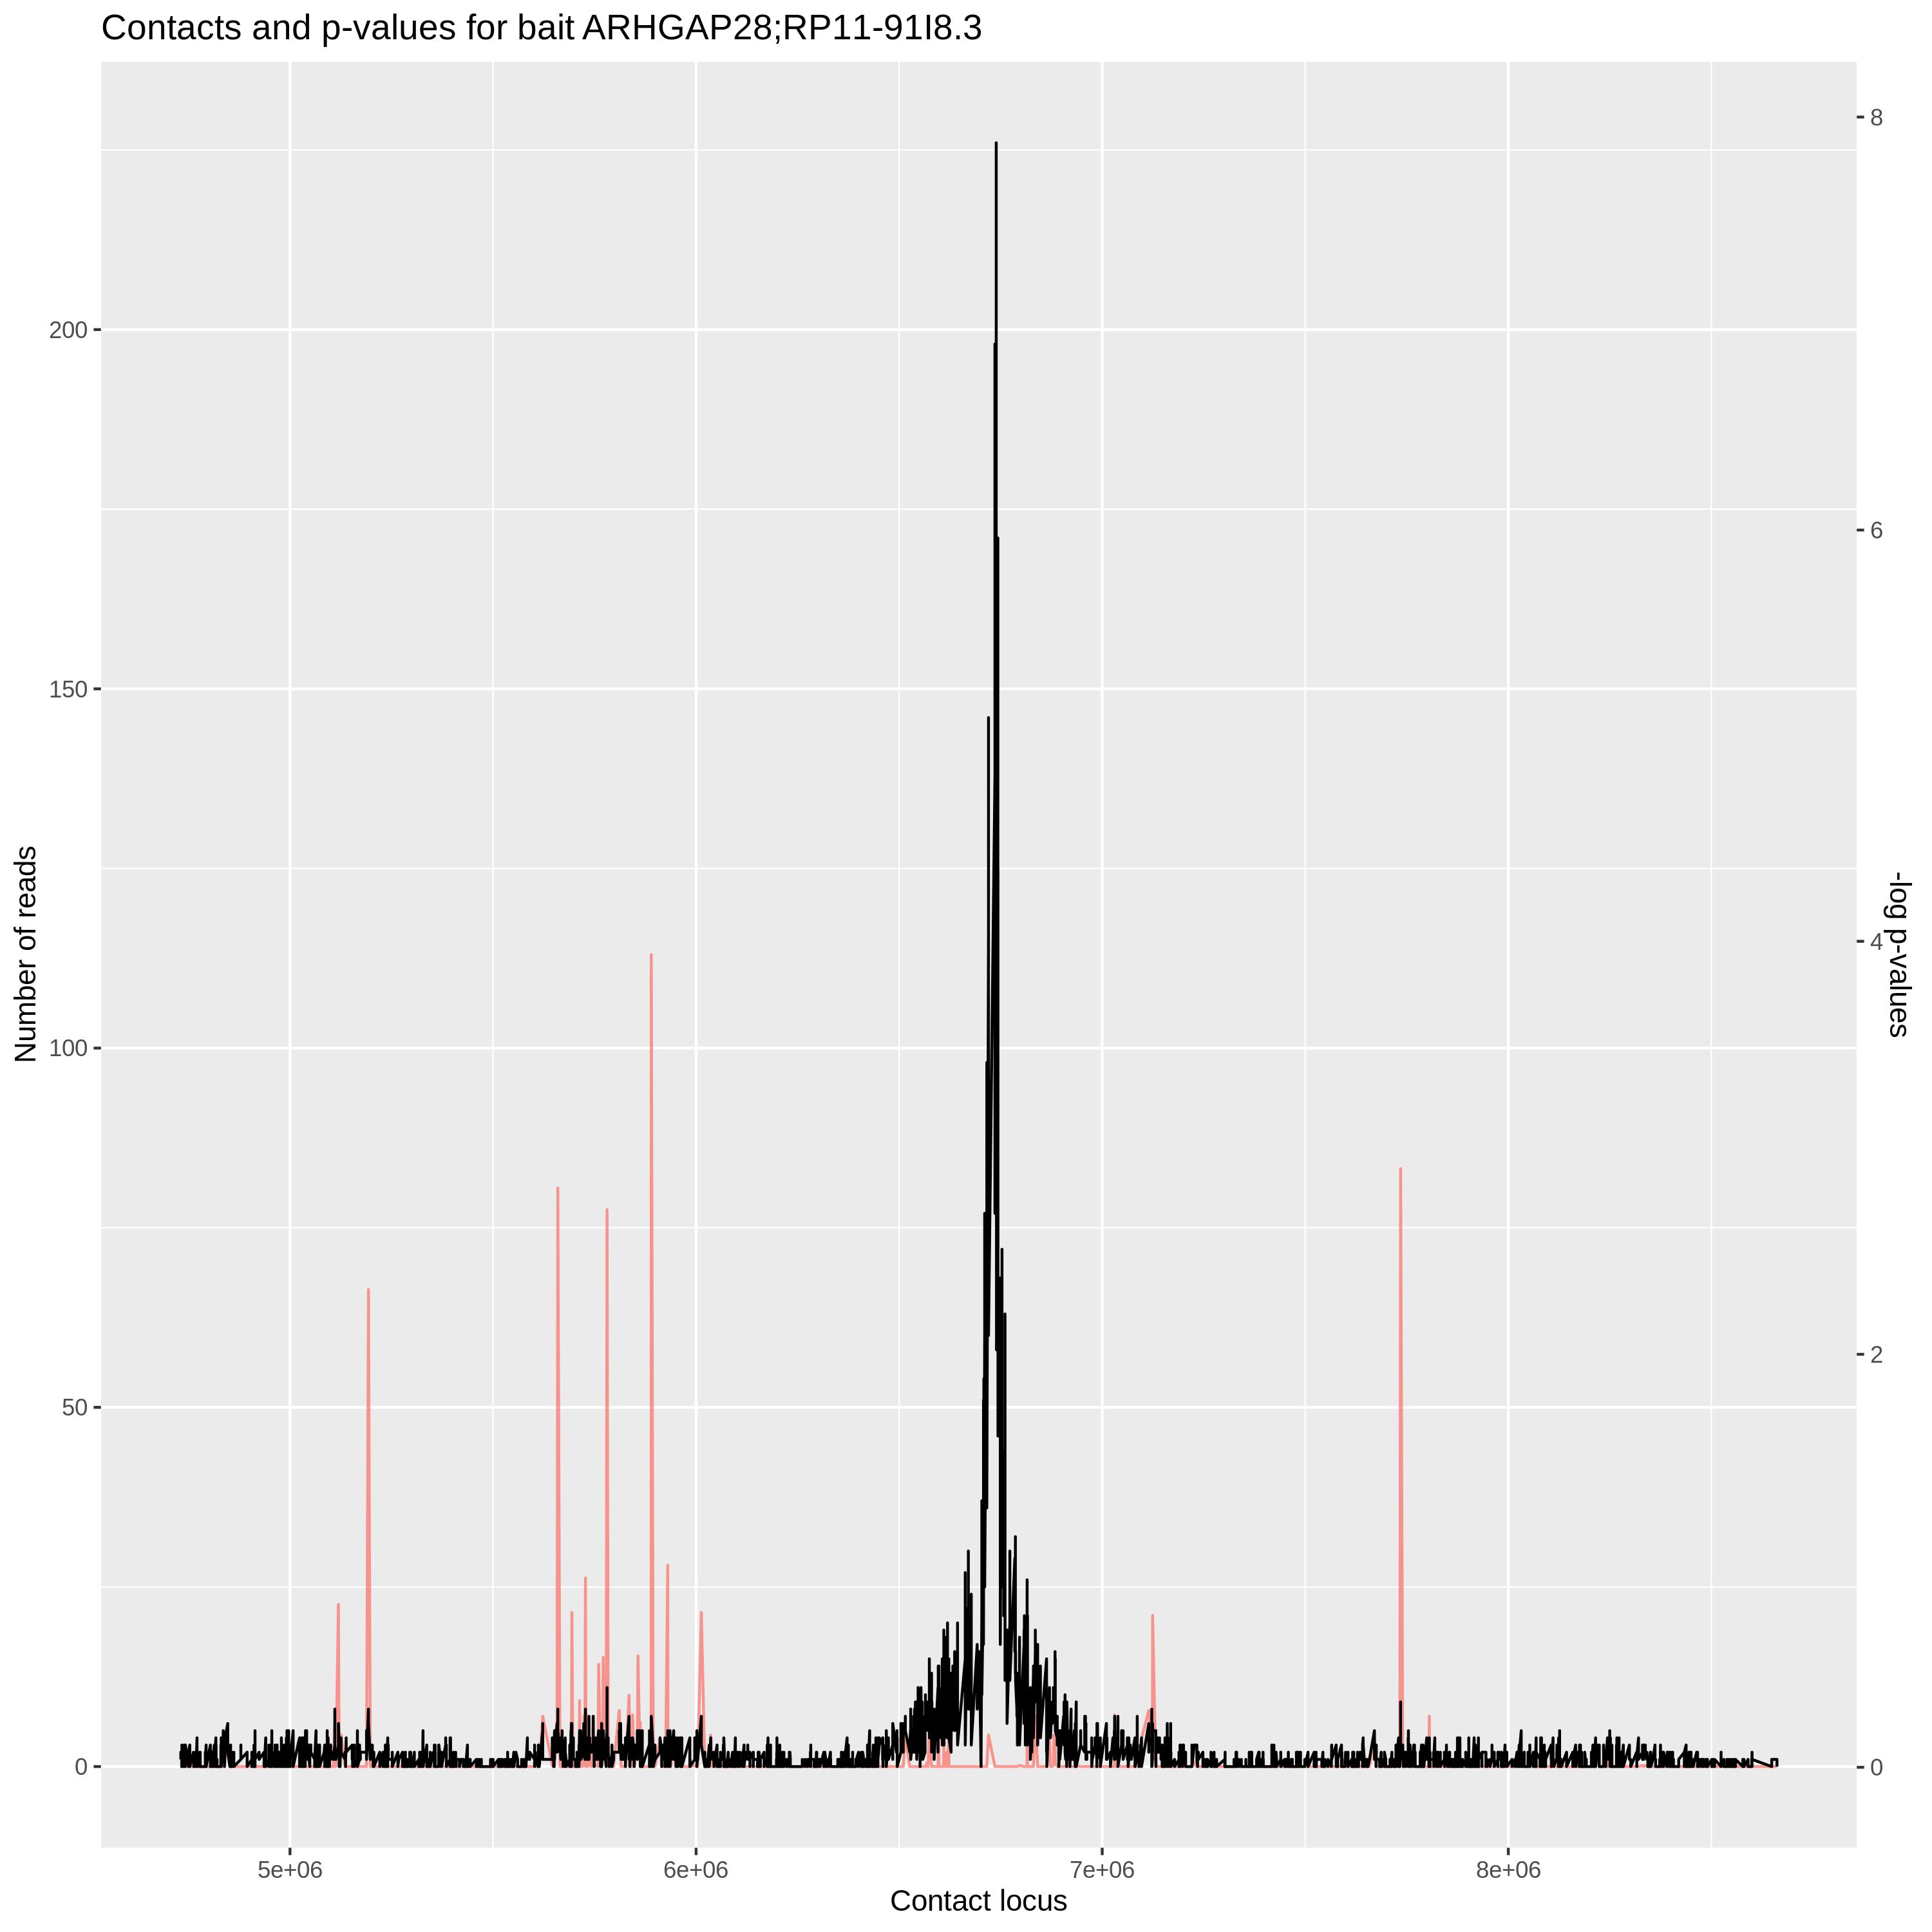 Contacts and p-values for bait ARHGAP28;RP11-91I8.3
Number of reads
200
150
100
50
0
8
6
4
2
0
-log p-values
5e+06
6e+06
7e+06
8e+06
Contact locus